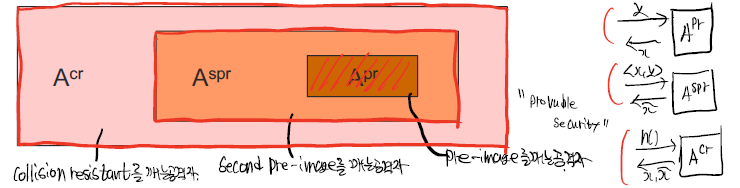 A^cr
A^spr
A^pr
Collision resistant를 깨는공격자
Second Pre-image를 깨는공격자
Pre-image를 깨는공격자
"Provable
Security"
y
x
A^pr
<x,y>
x̄
A^spr
h()
x, x̄
A^cr